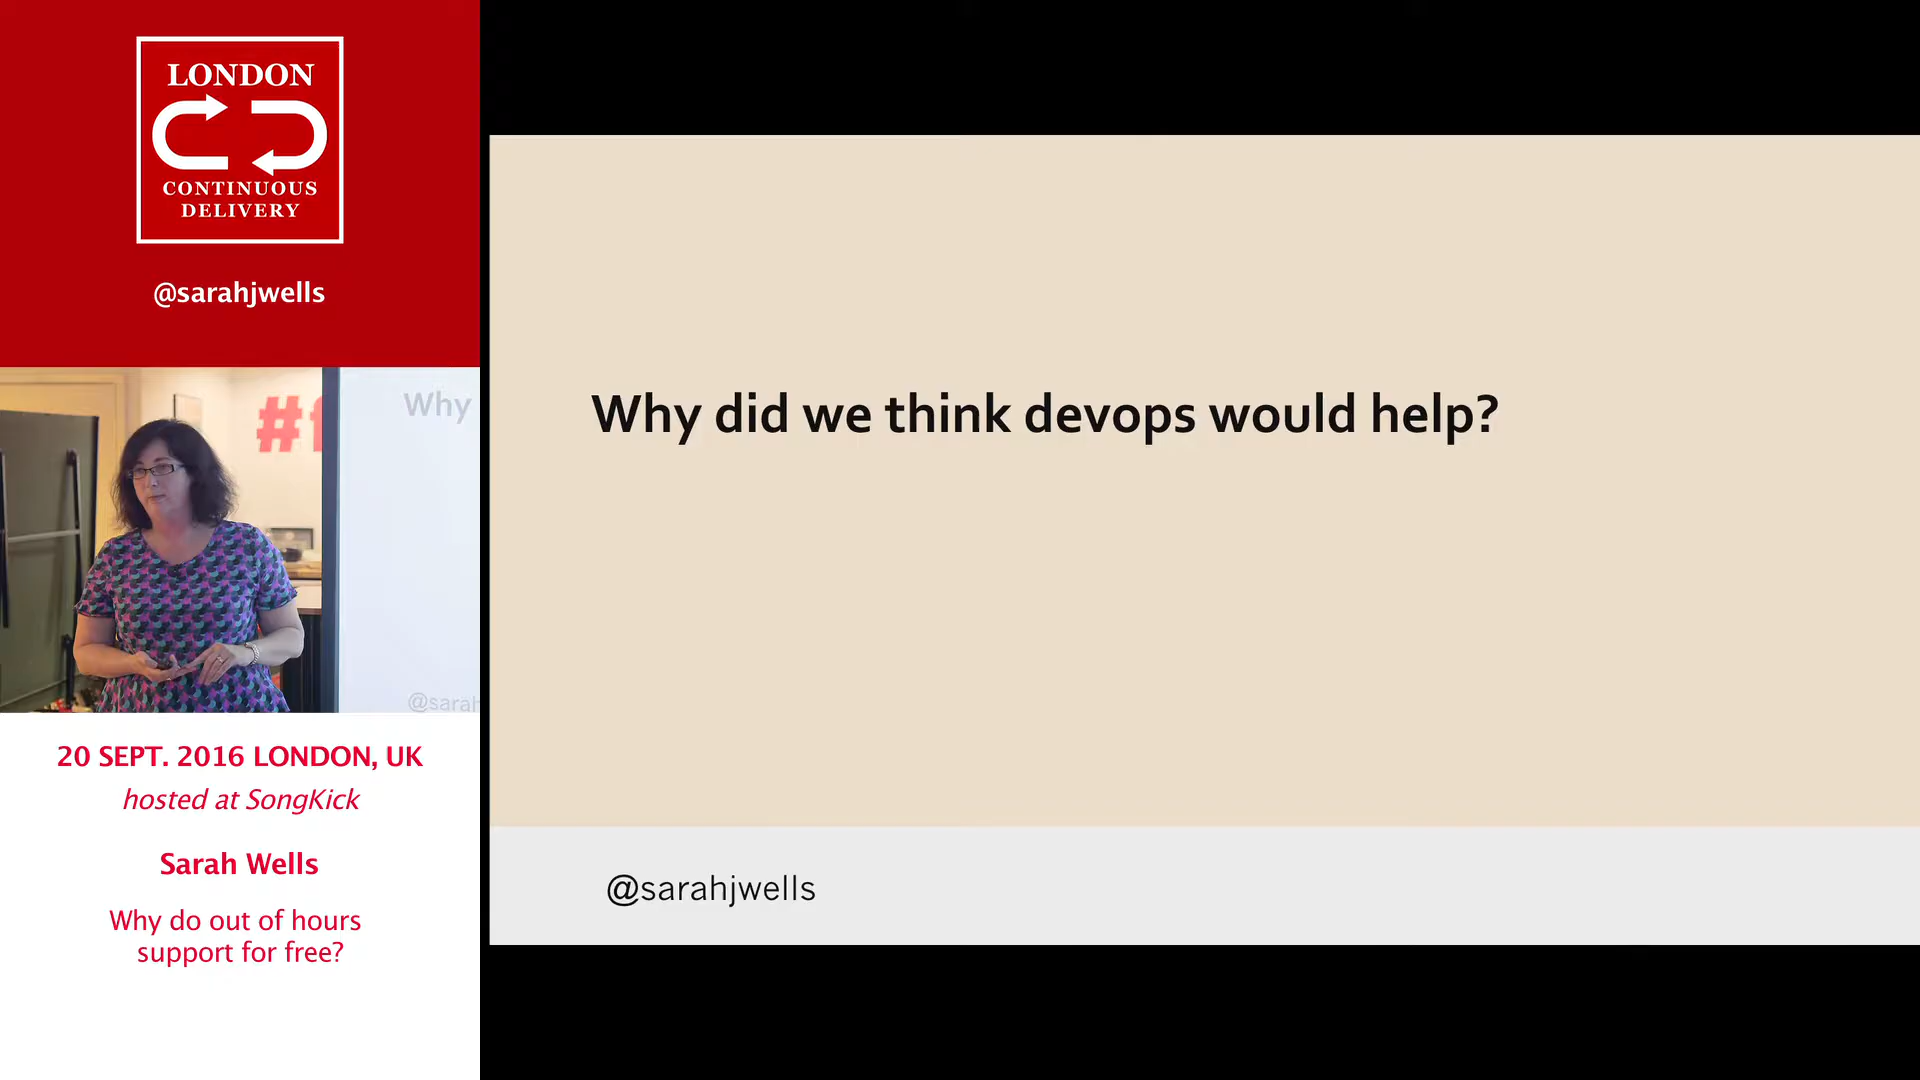 LONDON
CONTINUOUS
DELIVERY
@sarahjwells
#f
Why
@sarah
20 SEPT. 2016 LONDON, UK
hosted at SongKick
Sarah Wells
Why do out of hours
support for free?
Why did we think devops would help?
@sarahjwells